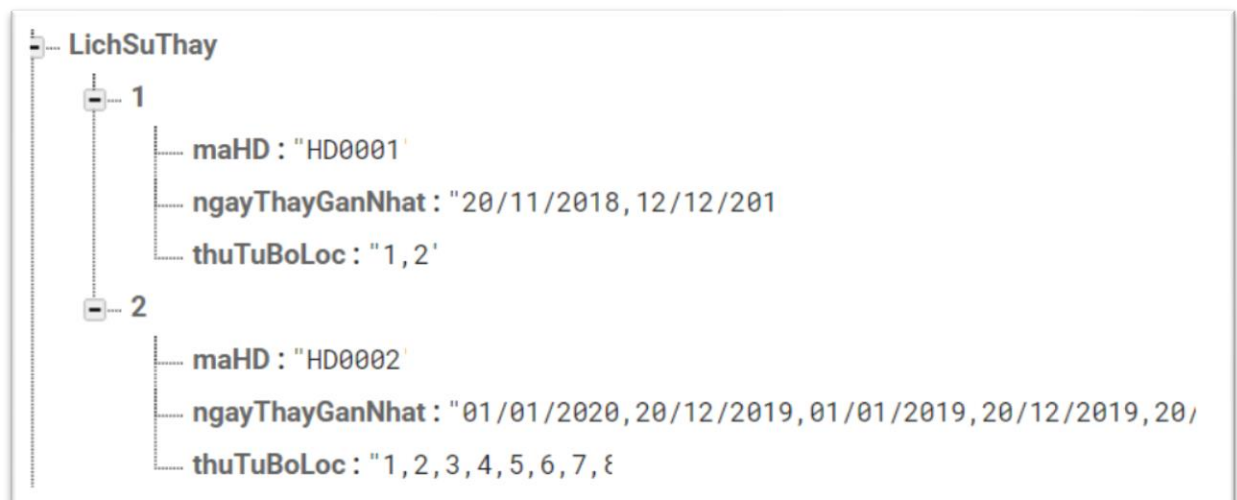 LichSuThay
1
maHD : "HD0001'
ngayThayGanNhat : "20/11/2018,12/12/201
thuTuBoLoc : "1,2'
2
maHD : "HD0002'
ngayThayGanNhat : "01/01/2020,20/12/2019,01/01/2019,20/12/2019,20/
thuTuBoLoc : "1,2,3,4,5,6,7,8